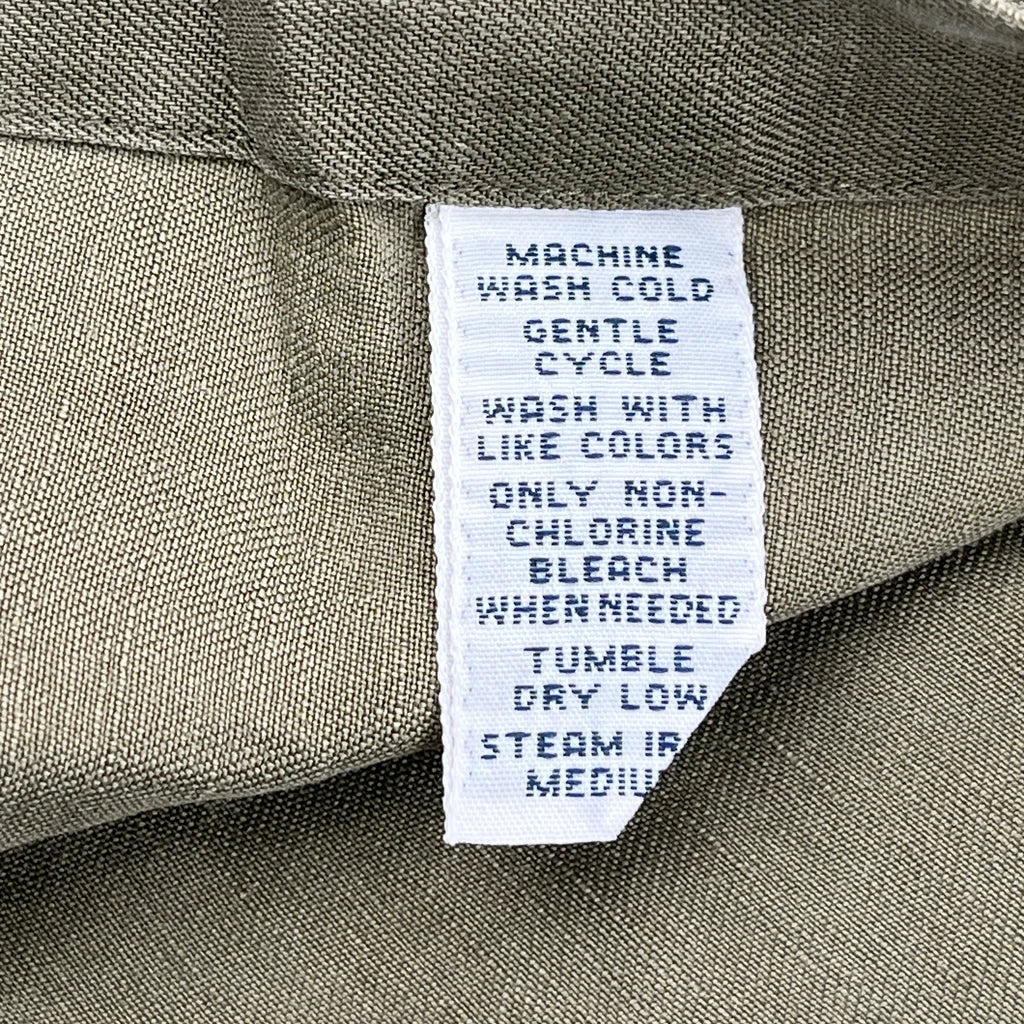 MACHINE
WASH COLD
GENTLE
CYCLE
WASH WITH
LIKE COLORS
ONLY NON-
CHLORINE
BLEACH
WHEN NEEDED
TUMBLE
DRY LOW
STEAM